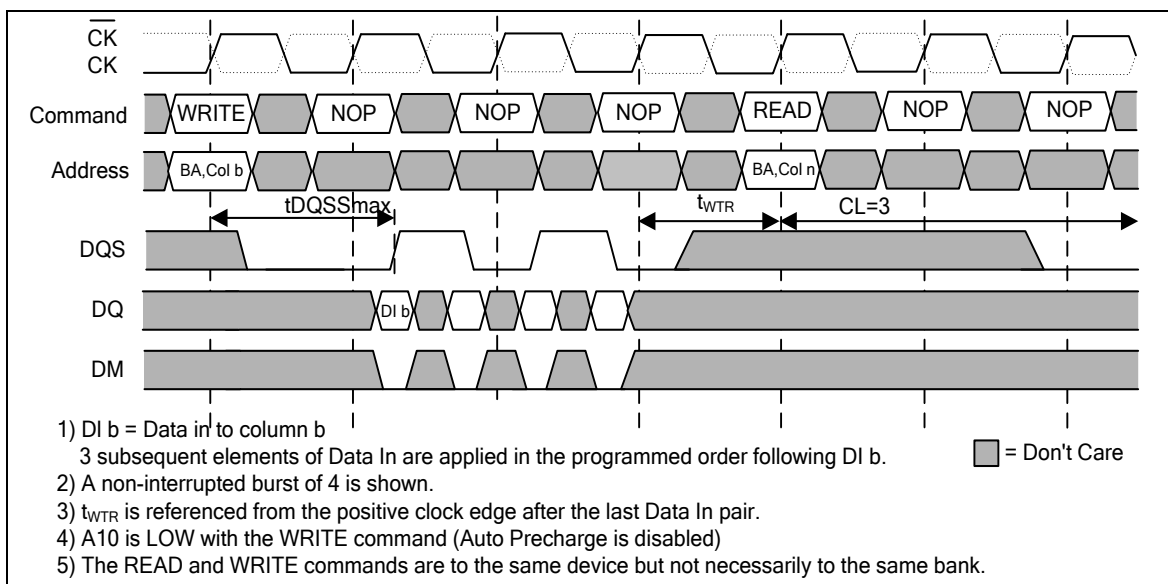 CK
CK
Command WRITE NOP NOP NOP READ NOP NOP
Address BA,Col b BA,Col n
tDQSSmax tWTR CL=3
DQS
DQ DI b
DM
1) DI b = Data in to column b
3 subsequent elements of Data In are applied in the programmed order following DI b.
= Don't Care
2) A non-interrupted burst of 4 is shown.
3) tWTR is referenced from the positive clock edge after the last Data In pair.
4) A10 is LOW with the WRITE command (Auto Precharge is disabled)
5) The READ and WRITE commands are to the same device but not necessarily to the same bank.